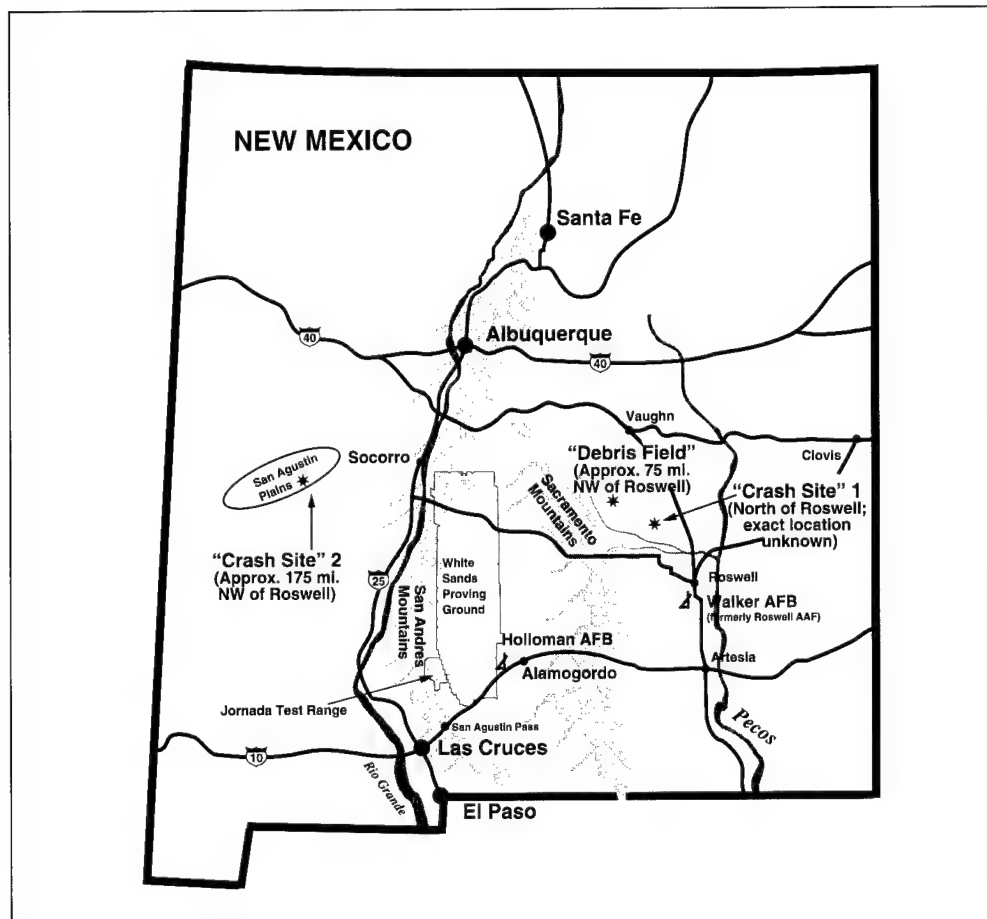 NEW MEXICO
Santa Fe
40
Albuquerque
40
Vaughn
Clovis
"Debris Field"
(Approx. 75 mi.
NW of Roswell)
Socorro
San Agustin
Plains
Sacramento
Mountains
"Crash Site" 1
(North of Roswell;
exact location
unknown)
"Crash Site" 2
(Approx. 175 mi.
NW of Roswell)
25
White
Sands
Proving
Ground
San Andres
Mountains
Roswell
Walker AFB
(formerly Roswell AAF)
Holloman AFB
Alamogordo
Artesia
Jornada Test Range
San Agustin Pass
Pecos
Las Cruces
10
Rio Grande
El Paso